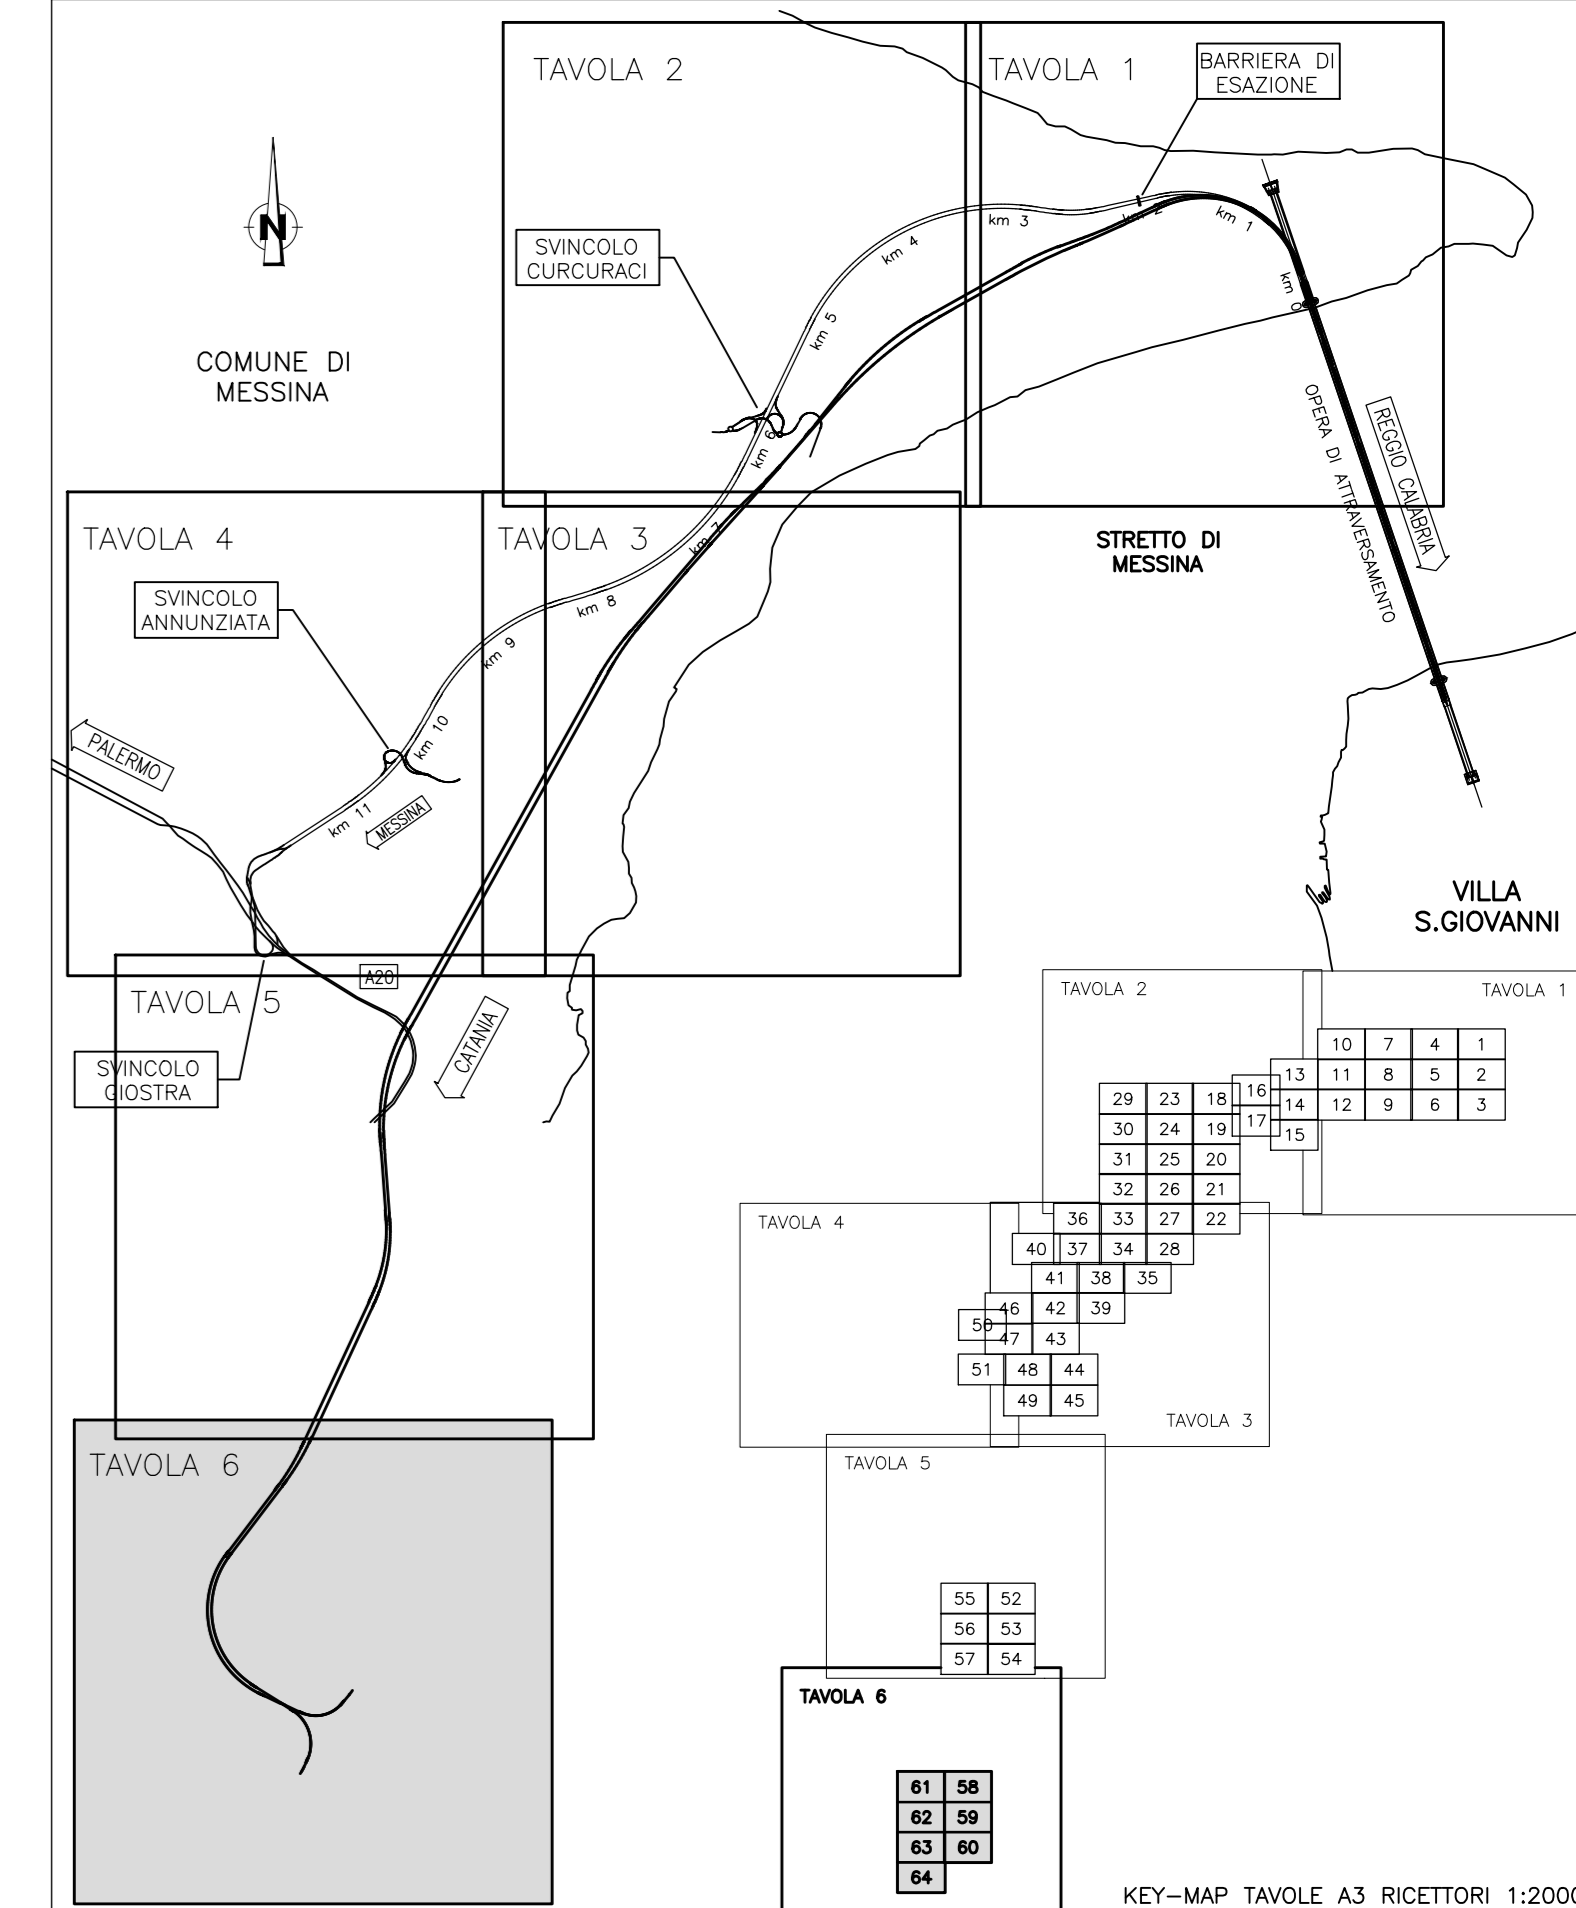 TAVOLA 2
TAVOLA 1
BARRIERA DI
ESAZIONE
N
SVINCOLO
CURCURACI
COMUNE DI
MESSINA
km 0
km 1
km 2
km 3
km 4
km 5
km 6
km 7
km 8
km 9
km 10
km 11
OPERA DI ATTRAVERSAMENTO
REGGIO CALABRIA
TAVOLA 4
TAVOLA 3
STRETTO DI
MESSINA
SVINCOLO
ANNUNZIATA
PALERMO
MESSINA
VILLA
S.GIOVANNI
A20
TAVOLA 5
CATANIA
SVINCOLO
GIOSTRA
TAVOLA 6
TAVOLA 2
TAVOLA 1
10 7 4 1
13 11 8 5 2
16
14 12 9 6 3
17
15
29 23 18
30 24 19
31 25 20
32 26 21
TAVOLA 4
36 33 27 22
40 37 34 28
41 38 35
46 42 39
50
47 43
51 48 44
49 45
TAVOLA 3
TAVOLA 5
55 52
56 53
57 54
TAVOLA 6
61 58
62 59
63 60
64
KEY-MAP TAVOLE A3 RICETTORI 1:2000